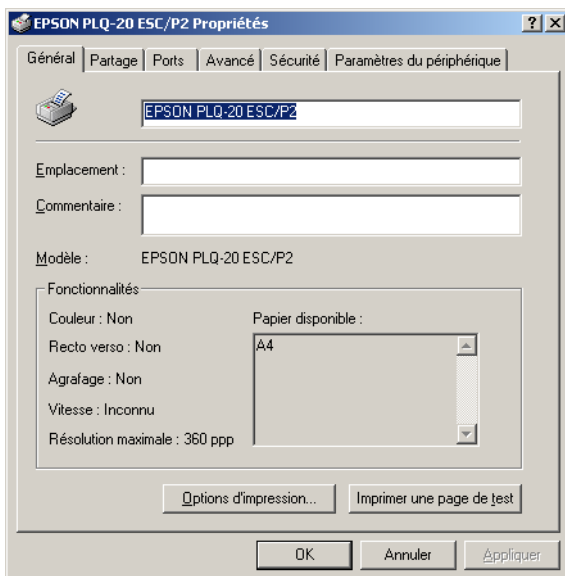 EPSON PLQ-20 ESC/P2 Propriétés
Général Partage Ports Avancé Sécurité Paramètres du périphérique
EPSON PLQ-20 ESC/P2
Emplacement :
Commentaire :
Modèle : EPSON PLQ-20 ESC/P2
Fonctionnalités
Couleur : Non Papier disponible :
Recto verso : Non A4
Agrafage : Non
Vitesse : Inconnu
Résolution maximale : 360 ppp
Options d'impression... Imprimer une page de test
OK Annuler Appliquer